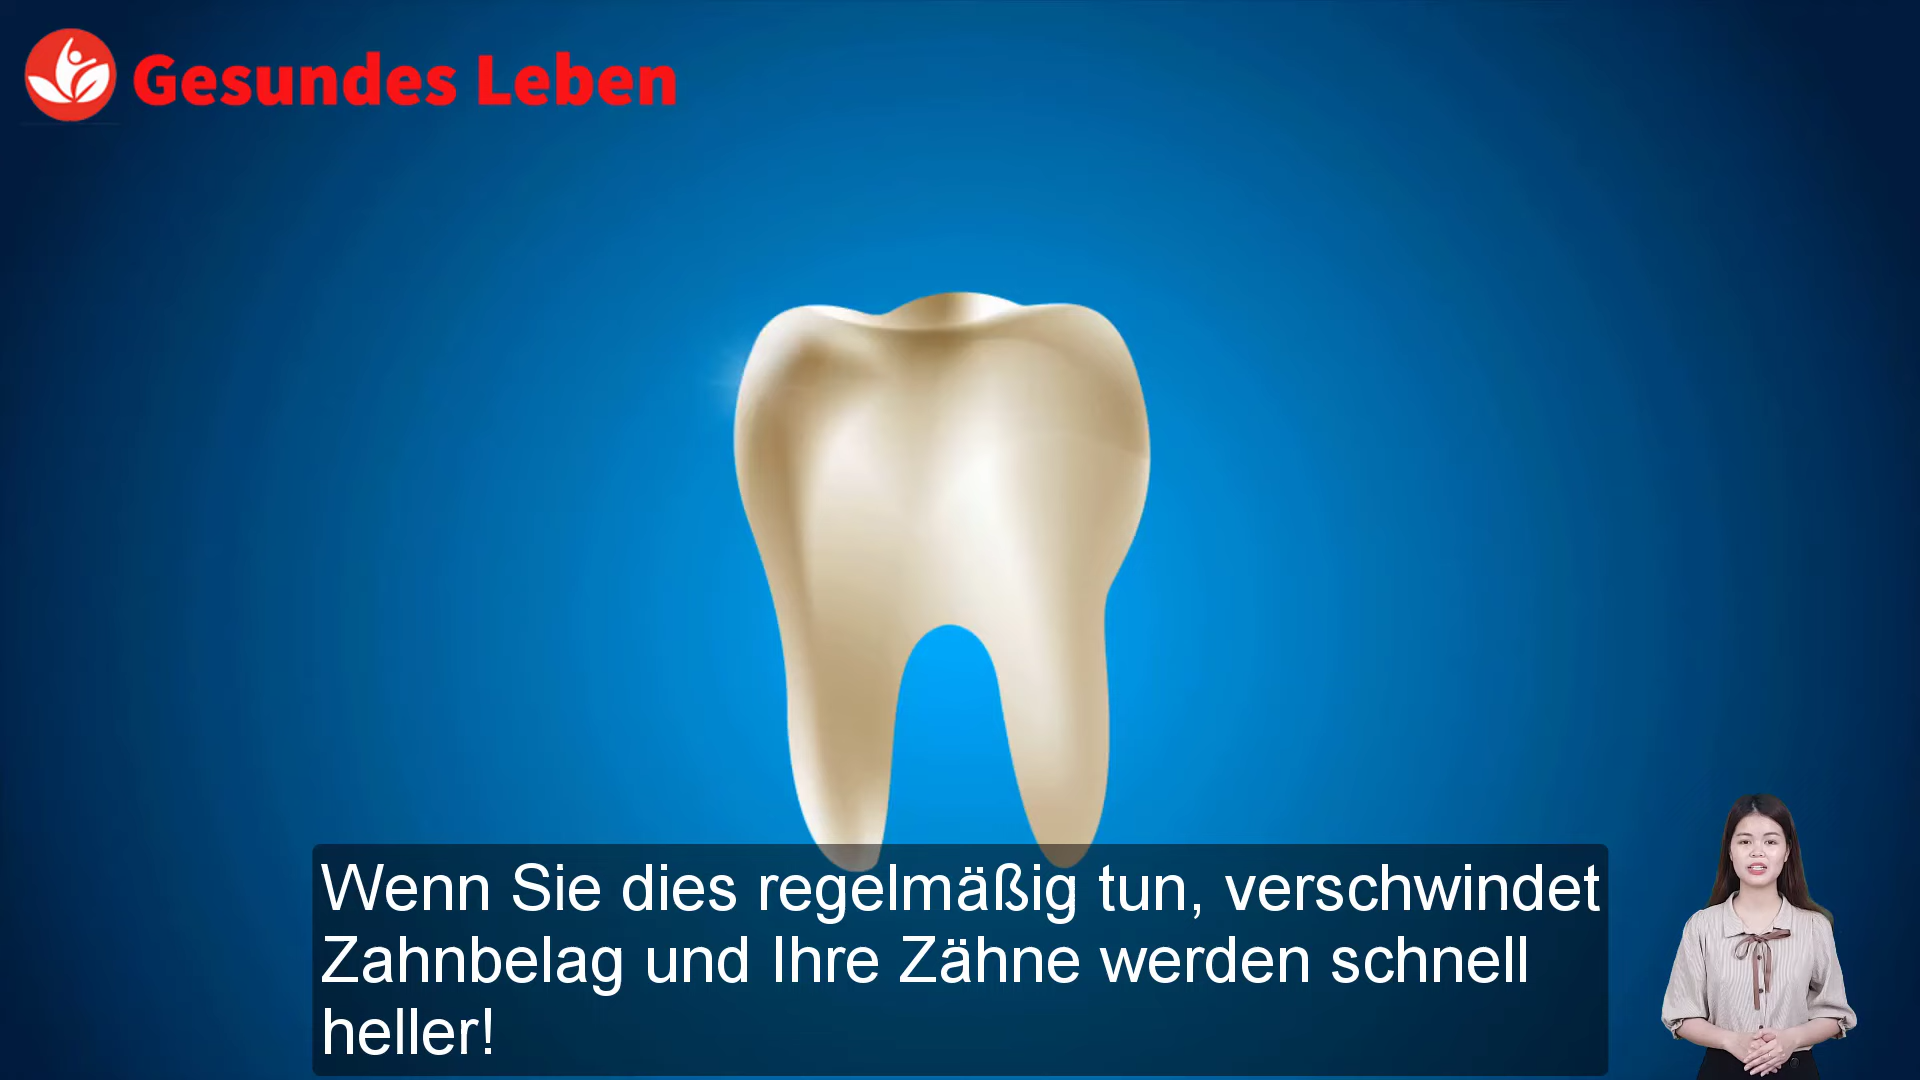 Gesundes Leben
Wenn Sie dies regelmäßig tun, verschwindet
Zahnbelag und Ihre Zähne werden schnell
heller!